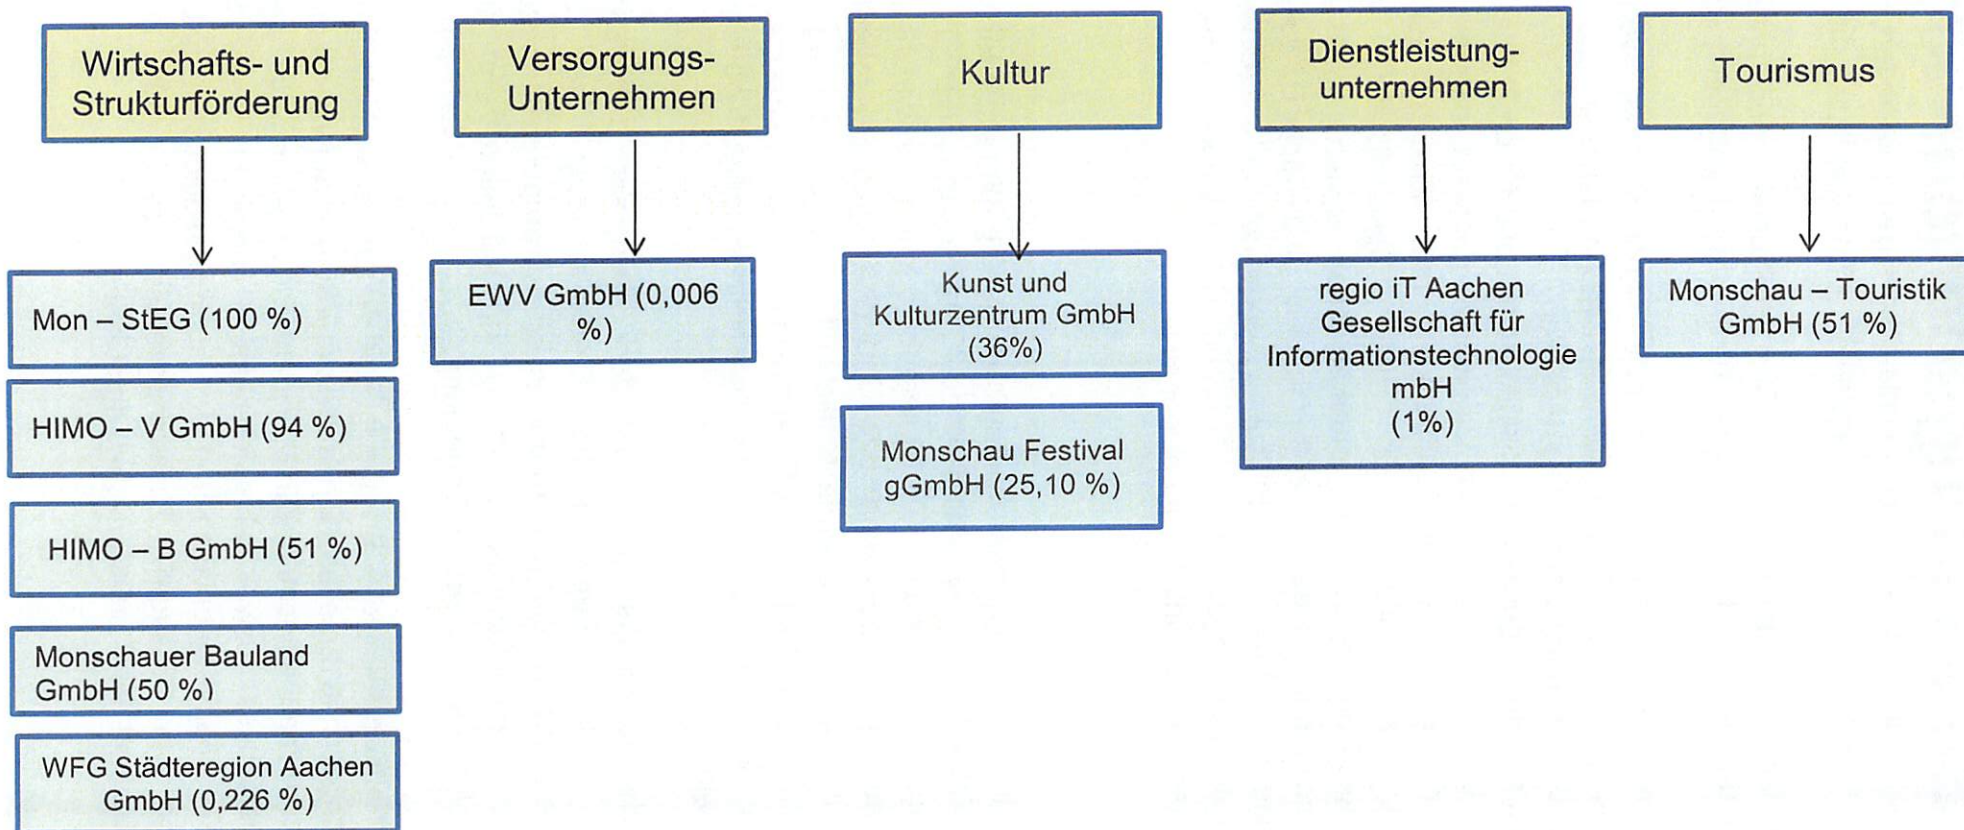 Wirtschafts- und
Strukturförderung
Versorgungs-
Unternehmen
Kultur
Dienstleistung-
unternehmen
Tourismus
Mon – StEG (100 %)
HIMO – V GmbH (94 %)
HIMO – B GmbH (51 %)
Monschauer Bauland
GmbH (50 %)
WFG Städteregion Aachen
GmbH (0,226 %)
EWV GmbH (0,006
%)
Kunst und
Kulturzentrum GmbH
(36%)
Monschau Festival
gGmbH (25,10 %)
regio iT Aachen
Gesellschaft für
Informationstechnologie
mbH
(1%)
Monschau – Touristik
GmbH (51 %)